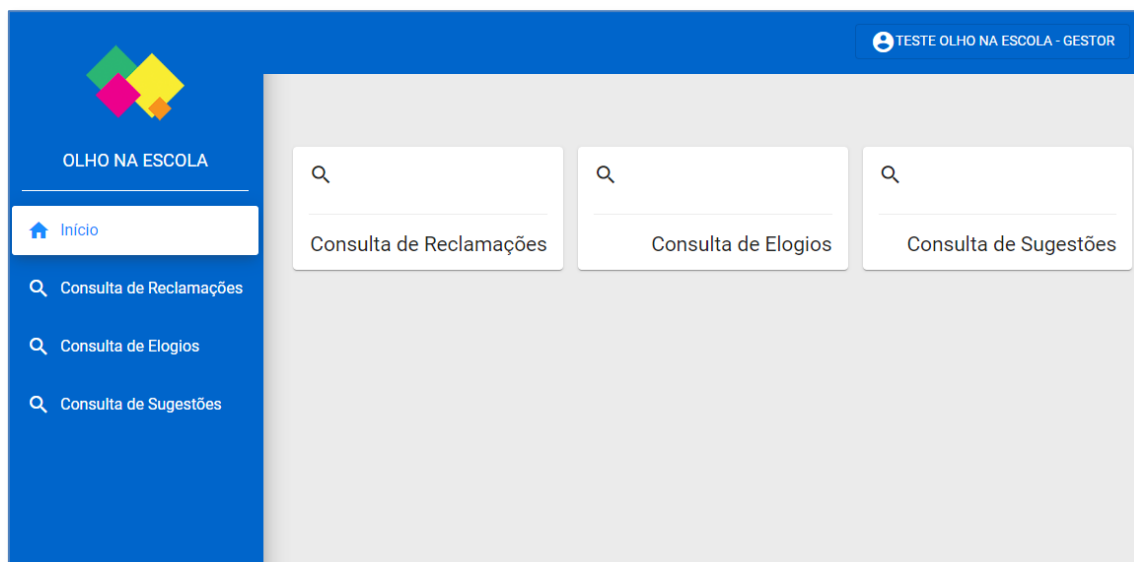 TESTE OLHO NA ESCOLA - GESTOR
OLHO NA ESCOLA
Início
Consulta de Reclamações
Consulta de Elogios
Consulta de Sugestões
Consulta de Reclamações
Consulta de Elogios
Consulta de Sugestões